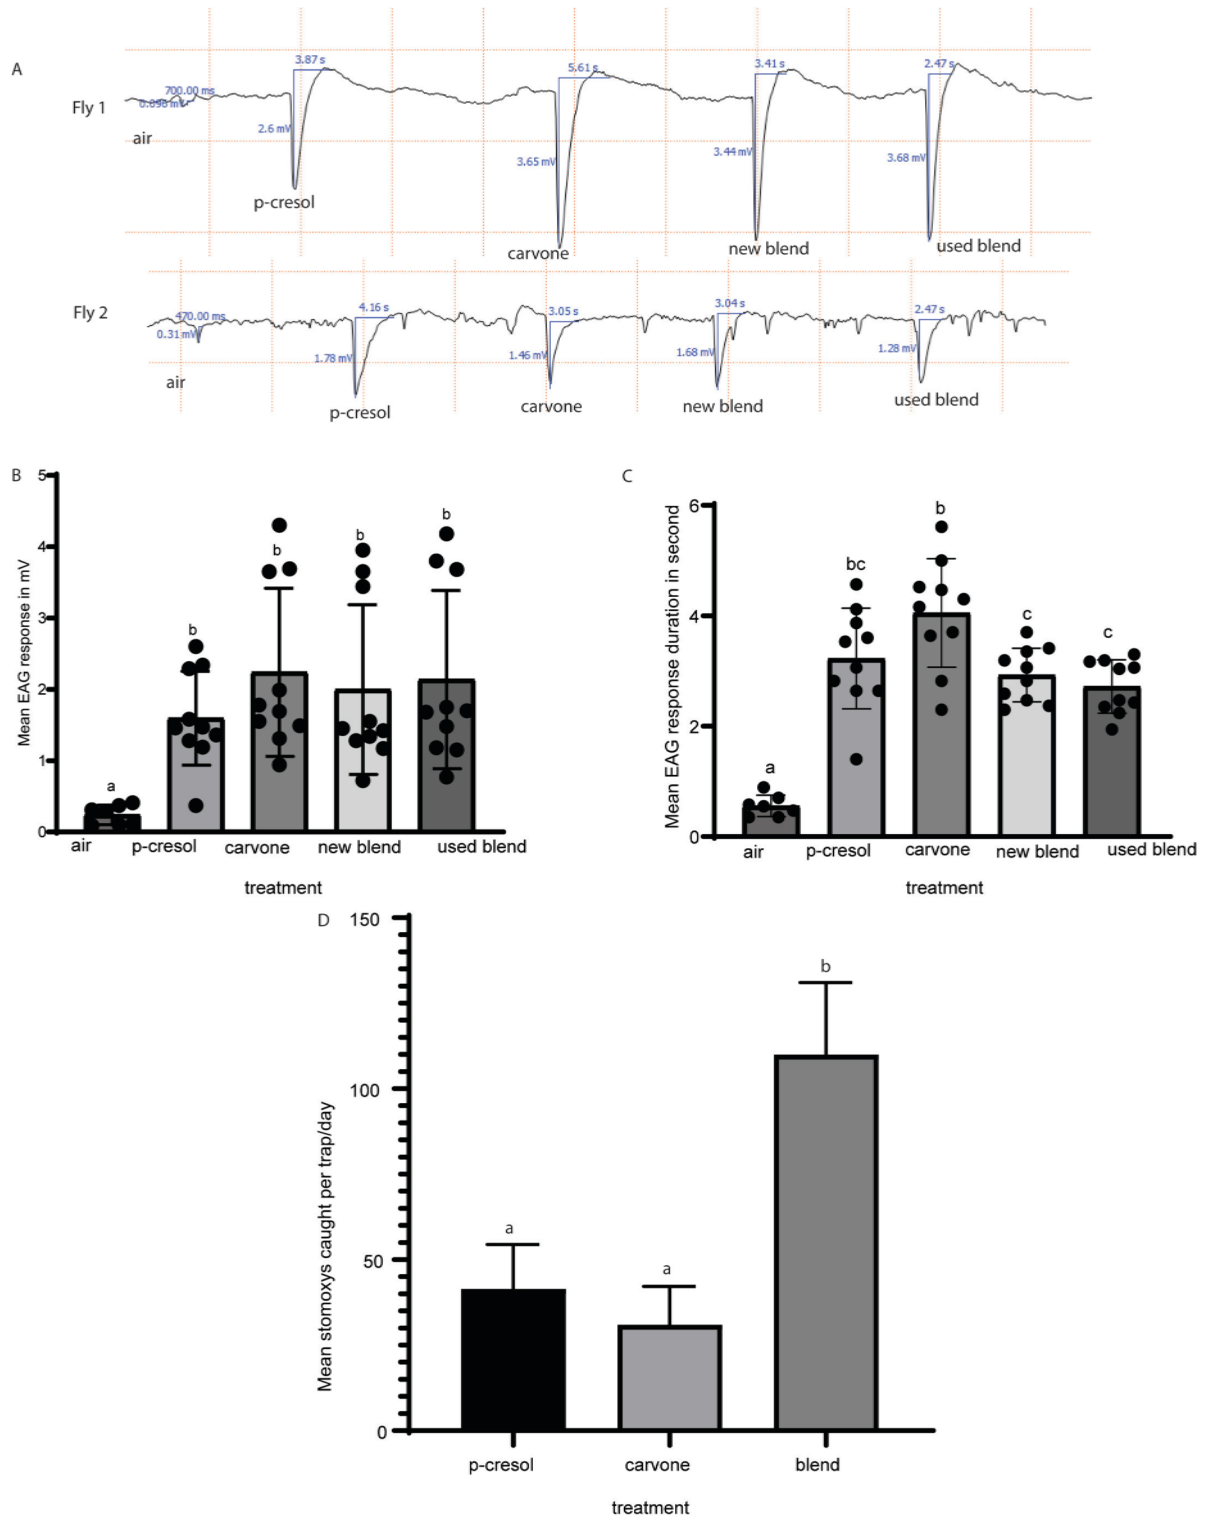 A
3.87 s
5.61 s
3.41 s
2.47 s
700.00 ms
Fly 1
2.6 mV
3.65 mV
3.44 mV
3.68 mV
air
p-cresol
carvone
new blend
used blend
Fly 2
470.00 ms
4.16 s
3.05 s
3.04 s
2.47 s
0.31 mV
1.78 mV
1.46 mV
1.68 mV
1.28 mV
air
p-cresol
carvone
new blend
used blend
B
Mean EAG response in mV
5
4
3
2
1
0
a
b
b
b
b
air
p-cresol
carvone
new blend
used blend
treatment
C
Mean EAG response duration in second
6
4
2
0
a
bc
b
c
c
air
p-cresol
carvone
new blend
used blend
treatment
D
Mean stomoxys caught per trap/day
150
100
50
0
a
a
b
p-cresol
carvone
blend
treatment